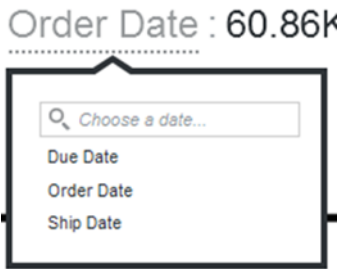 Order Date : 60.86K
Choose a date...
Due Date
Order Date
Ship Date